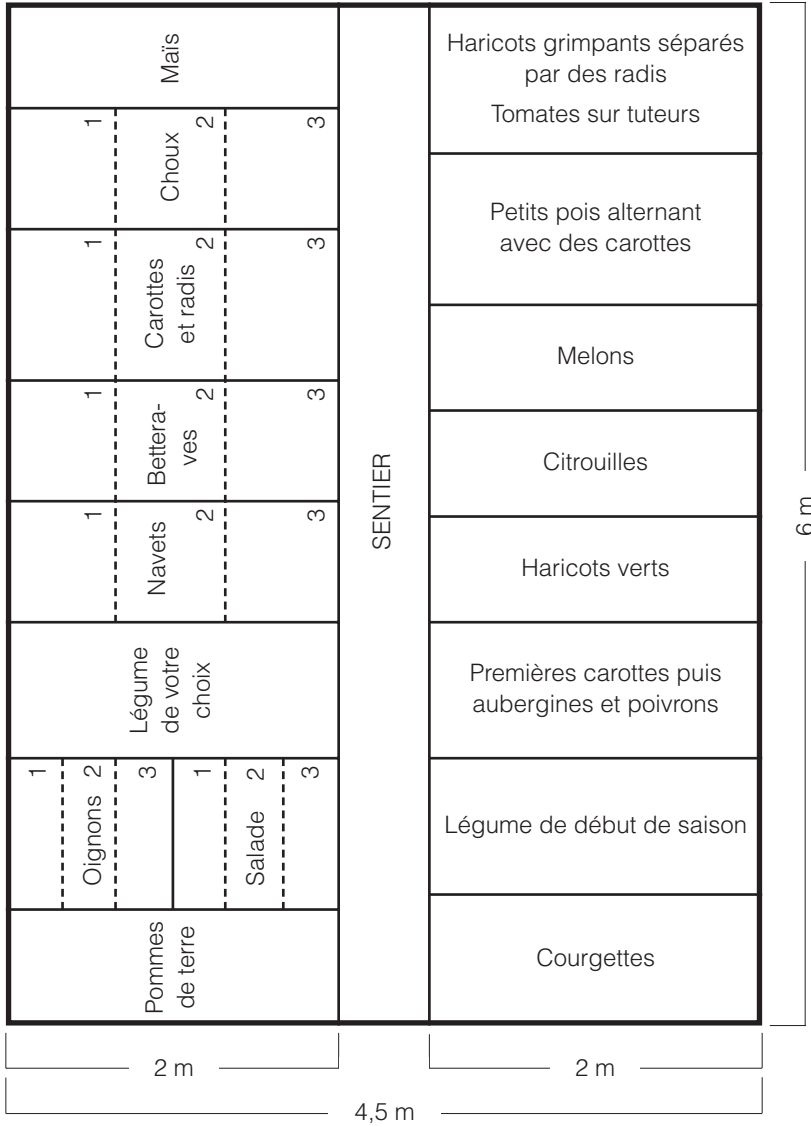 Maïs
1
2
3
Choux
1
2
3
Carottes
et radis
1
2
3
Bettera-
ves
1
2
3
Navets
Légume
de votre
choix
1
2
3
Oignons
1
2
3
Salade
Pommes
de terre
SENTIER
Haricots grimpants séparés
par des radis
Tomates sur tuteurs
Petits pois alternant
avec des carottes
Melons
Citrouilles
Haricots verts
Premières carottes puis
aubergines et poivrons
Légume de début de saison
Courgettes
6 m
2 m
2 m
4,5 m